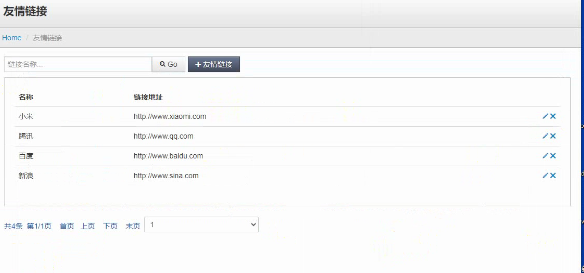 友情链接
Home / 友情链接
链接名称... Go 友情链接
名称 链接地址
小米 http://www.xiaomi.com
腾讯 http://www.qq.com
百度 http://www.baidu.com
新浪 http://www.sina.com
共4条 第1/1页 首页 上页 下页 末页 1